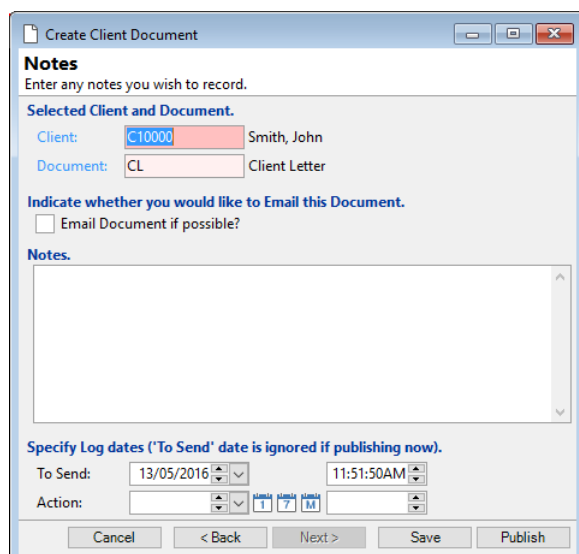 Create Client Document
Notes
Enter any notes you wish to record.
Selected Client and Document.
Client: C10000 Smith, John
Document: CL Client Letter
Indicate whether you would like to Email this Document.
Email Document if possible?
Notes.
Specify Log dates ('To Send' date is ignored if publishing now).
To Send: 13/05/2016 11:51:50AM
Action: 1 7 M
Cancel < Back Next > Save Publish